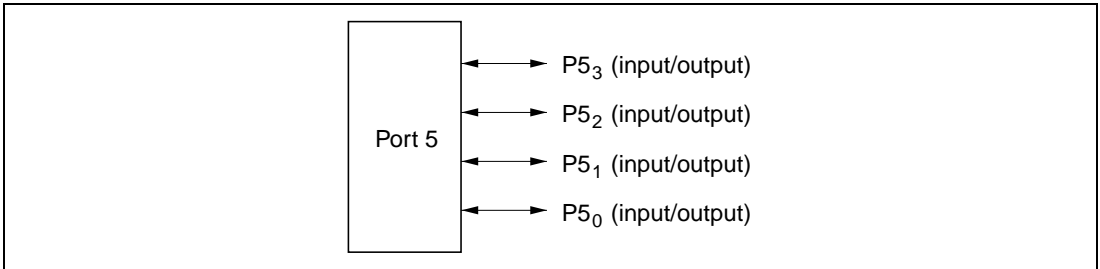 P5₃ (input/output)
P5₂ (input/output)
Port 5
P5₁ (input/output)
P5₀ (input/output)